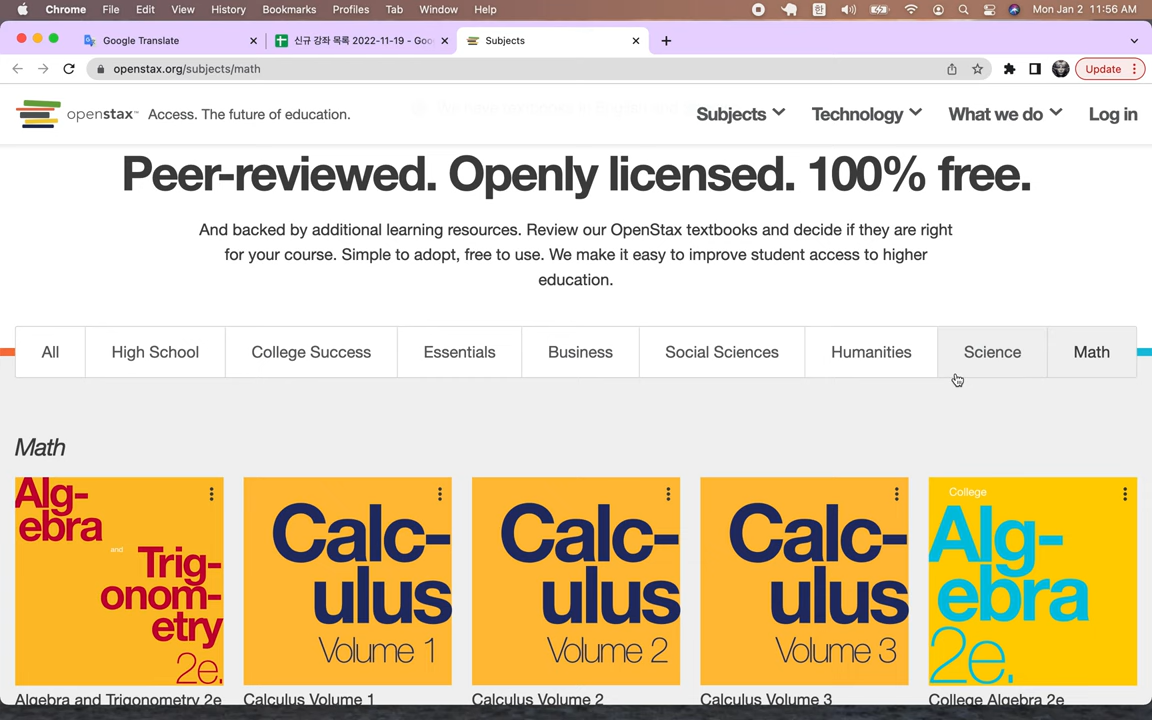 Chrome File Edit View History Bookmarks Profiles Tab Window Help 한 Mon Jan 2 11:56 AM
Google Translate
신규 강좌 목록 2022-11-19 - Goo
Subjects
openstax.org/subjects/math
Update
openstax™ Access. The future of education.
Subjects Technology What we do Log in
Peer-reviewed. Openly licensed. 100% free.
And backed by additional learning resources. Review our OpenStax textbooks and decide if they are right
for your course. Simple to adopt, free to use. We make it easy to improve student access to higher
education.
All High School College Success Essentials Business Social Sciences Humanities Science Math
Math
Alg-
ebra
and
Trig-
onom-
etry
2e.
Calc-
ulus
Volume 1
Calc-
ulus
Volume 2
Calc-
ulus
Volume 3
College
Alg-
ebra
2e.
Algebra and Trigonometry 2e
Calculus Volume 1
Calculus Volume 2
Calculus Volume 3
College Algebra 2e